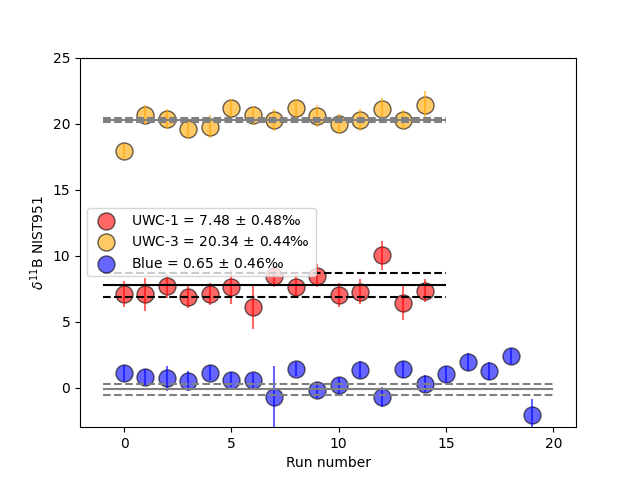 25
20
15
10
5
0
δ¹¹B NIST951
UWC-1 = 7.48 ± 0.48‰
UWC-3 = 20.34 ± 0.44‰
Blue = 0.65 ± 0.46‰
0 5 10 15 20
Run number